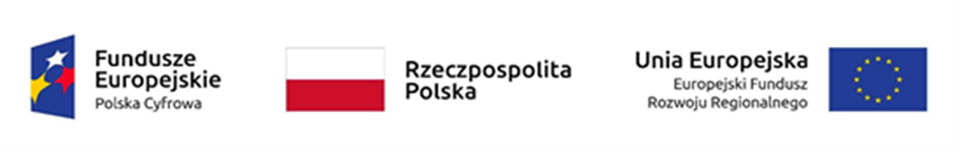 Fundusze
Europejskie
Polska Cyfrowa
Rzeczpospolita
Polska
Unia Europejska
Europejski Fundusz
Rozwoju Regionalnego